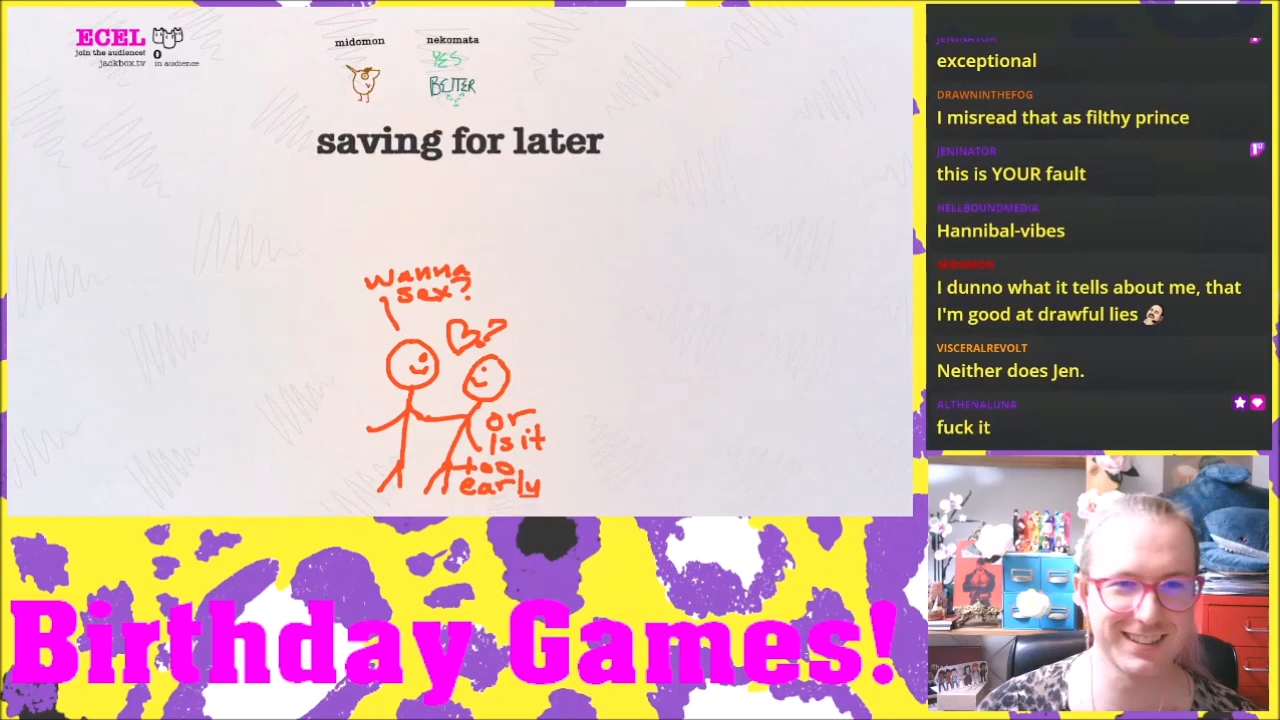 ECEL
join the audience!
jackbox.tv
0
in audience
midomon
nekomata
YES
BETTER
saving for later
wanna
sex?
or
is it
too
early
Birthday Games!
JENINATOR
exceptional
DRAWNINTHEFOG
I misread that as filthy prince
JENINATOR
1st
this is YOUR fault
HELLBOUNDMEDIA
Hannibal-vibes
MIDOMON
I dunno what it tells about me, that
I'm good at drawful lies
VISCERALREVOLT
Neither does Jen.
ALTHENALUNA
fuck it